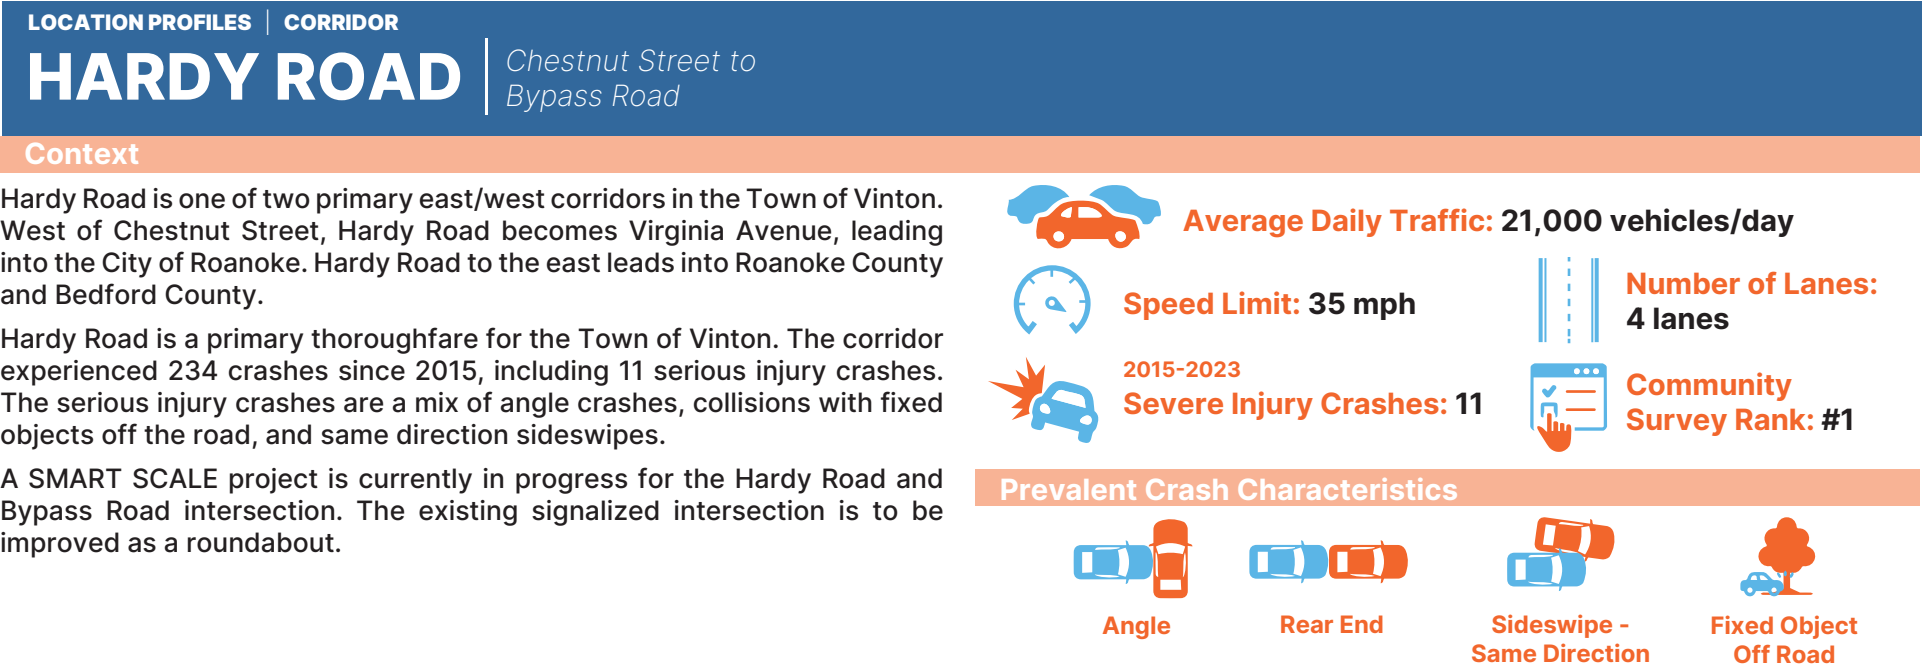 LOCATION PROFILES | CORRIDOR
HARDY ROAD
Chestnut Street to
Bypass Road
Context
Hardy Road is one of two primary east/west corridors in the Town of Vinton.
West of Chestnut Street, Hardy Road becomes Virginia Avenue, leading
into the City of Roanoke. Hardy Road to the east leads into Roanoke County
and Bedford County.
Hardy Road is a primary thoroughfare for the Town of Vinton. The corridor
experienced 234 crashes since 2015, including 11 serious injury crashes.
The serious injury crashes are a mix of angle crashes, collisions with fixed
objects off the road, and same direction sideswipes.
A SMART SCALE project is currently in progress for the Hardy Road and
Bypass Road intersection. The existing signalized intersection is to be
improved as a roundabout.
Average Daily Traffic: 21,000 vehicles/day
Speed Limit: 35 mph
Number of Lanes:
4 lanes
2015-2023
Severe Injury Crashes: 11
Community
Survey Rank: #1
Prevalent Crash Characteristics
Angle
Rear End
Sideswipe -
Same Direction
Fixed Object
Off Road